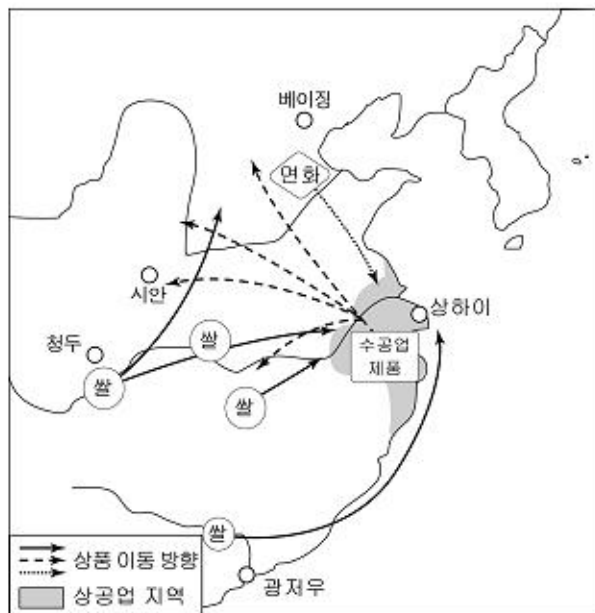 베이징
면화
시안
상하이
청두
쌀
수공업
제품
쌀
쌀
쌀
광저우
상품 이동 방향
상공업 지역